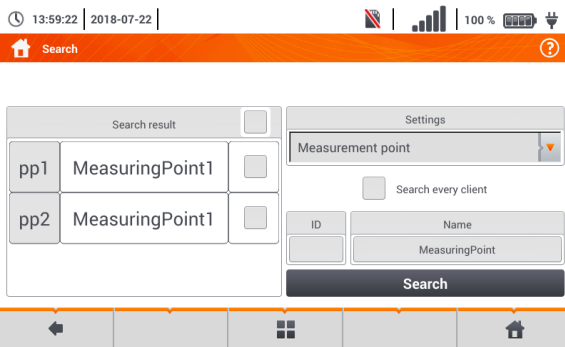 13:59:22 2018-07-22 100 %
Search ?
Search result
pp1 MeasuringPoint1
pp2 MeasuringPoint1
Settings
Measurement point
Search every client
ID Name
MeasuringPoint
Search